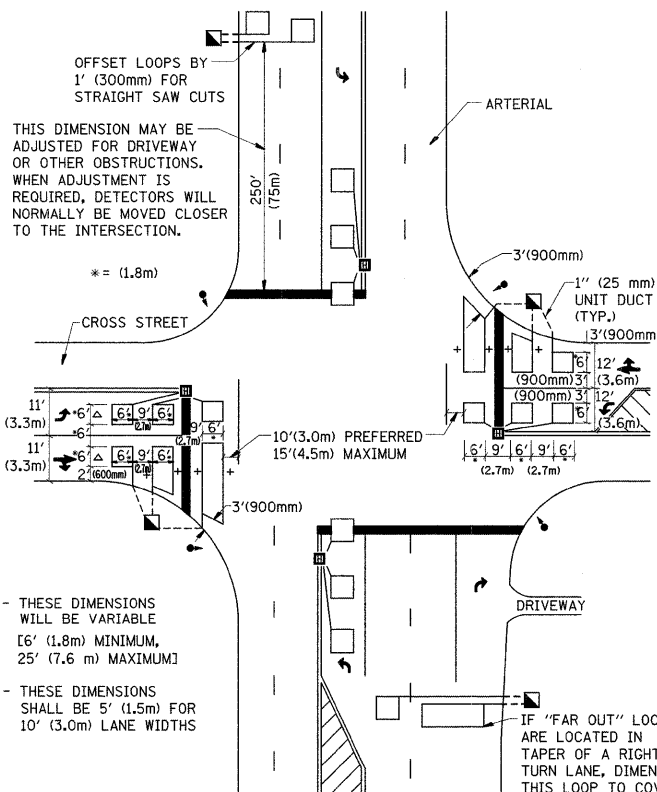 OFFSET LOOPS BY
1' (300mm) FOR
STRAIGHT SAW CUTS
ARTERIAL
THIS DIMENSION MAY BE
ADJUSTED FOR DRIVEWAY
OR OTHER OBSTRUCTIONS.
WHEN ADJUSTMENT IS
REQUIRED, DETECTORS WILL
NORMALLY BE MOVED CLOSER
TO THE INTERSECTION.
250'
(75m)
*= (1.8m)
3'(900mm)
1" (25 mm)
UNIT DUCT
(TYP.)
CROSS STREET
3'(900mm
*6'
12'
(3.6m)
(900mm) 3'
(900mm) 3'
*6'
12'
(3.6m)
11'
(3.3m)
*6'
6'* 9' 6'*
(2.7m)
9' 6'
(2.7m)
*6'
11'
(3.3m)
*6'
6'* 9' 6'*
(2.7m)
2' (600mm)
10'(3.0m) PREFERRED
15'(4.5m) MAXIMUM
*6' 9' *6' 9' 6'*
(2.7m) (2.7m)
3'(900mm)
- THESE DIMENSIONS
WILL BE VARIABLE
[6' (1.8m) MINIMUM,
25' (7.6 m) MAXIMUM]
DRIVEWAY
- THESE DIMENSIONS
SHALL BE 5' (1.5m) FOR
10' (3.0m) LANE WIDTHS
IF "FAR OUT" LOO
ARE LOCATED IN
TAPER OF A RIGHT
TURN LANE, DIMEN
THIS LOOP TO COV